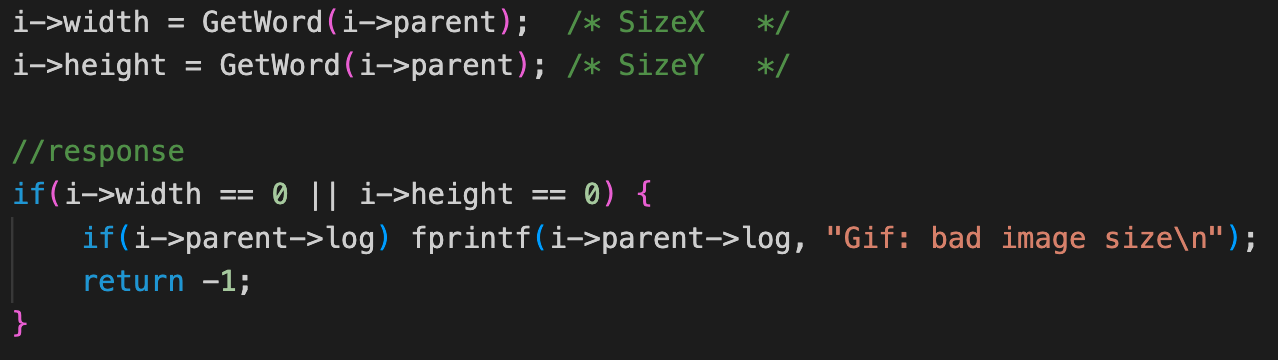 i->width = GetWord(i->parent);  /* SizeX   */
i->height = GetWord(i->parent); /* SizeY   */
//response
if(i->width == 0 || i->height == 0) {
    if(i->parent->log) fprintf(i->parent->log, "Gif: bad image size\n");
    return -1;
}